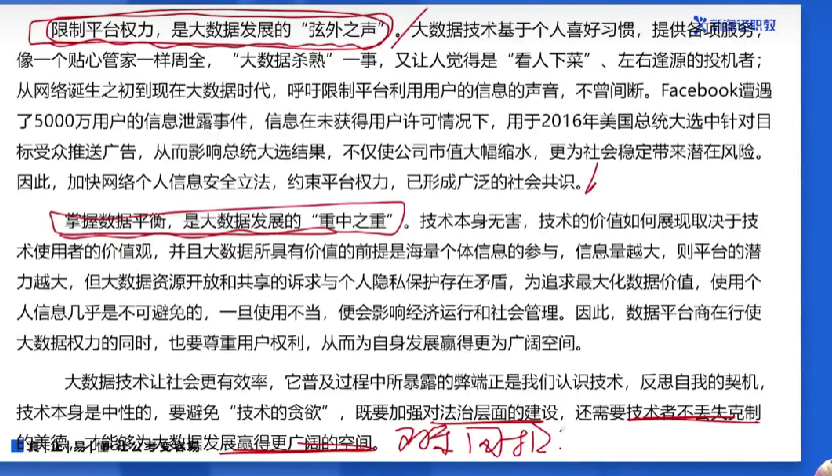 限制平台权力，是大数据发展的“弦外之声”。大数据技术基于个人喜好习惯，提供各项服务，
像一个贴心管家一样周全，“大数据杀熟”一事，又让人觉得是“看人下菜”、左右逢源的投机者；
从网络诞生之初到现在大数据时代，呼吁限制平台利用用户的信息的声音，不曾间断。Facebook遭遇
了5000万用户的信息泄露事件，信息在未获得用户许可情况下，用于2016年美国总统大选中针对目
标受众推送广告，从而影响总统大选结果，不仅使公司市值大幅缩水，更为社会稳定带来潜在风险。
因此，加快网络个人信息安全立法，约束平台权力，已形成广泛的社会共识。
掌握数据平衡，是大数据发展的“重中之重”。技术本身无害，技术的价值如何展现取决于技
术使用者的价值观，并且大数据所具有价值的前提是海量个体信息的参与，信息量越大，则平台的潜
力越大，但大数据资源开放和共享的诉求与个人隐私保护存在矛盾，为追求最大化数据价值，使用个
人信息几乎是不可避免的，一旦使用不当，便会影响经济运行和社会管理。因此，数据平台商在行使
大数据权力的同时，也要尊重用户权利，从而为自身发展赢得更为广阔空间。
大数据技术让社会更有效率，它普及过程中所暴露的弊端正是我们认识技术，反思自我的契机，
技术本身是中性的，要避免“技术的贪欲”，既要加强对法治层面的建设，还需要技术者不丢失克制
的善德，才能够为大数据发展赢得更广阔的空间。